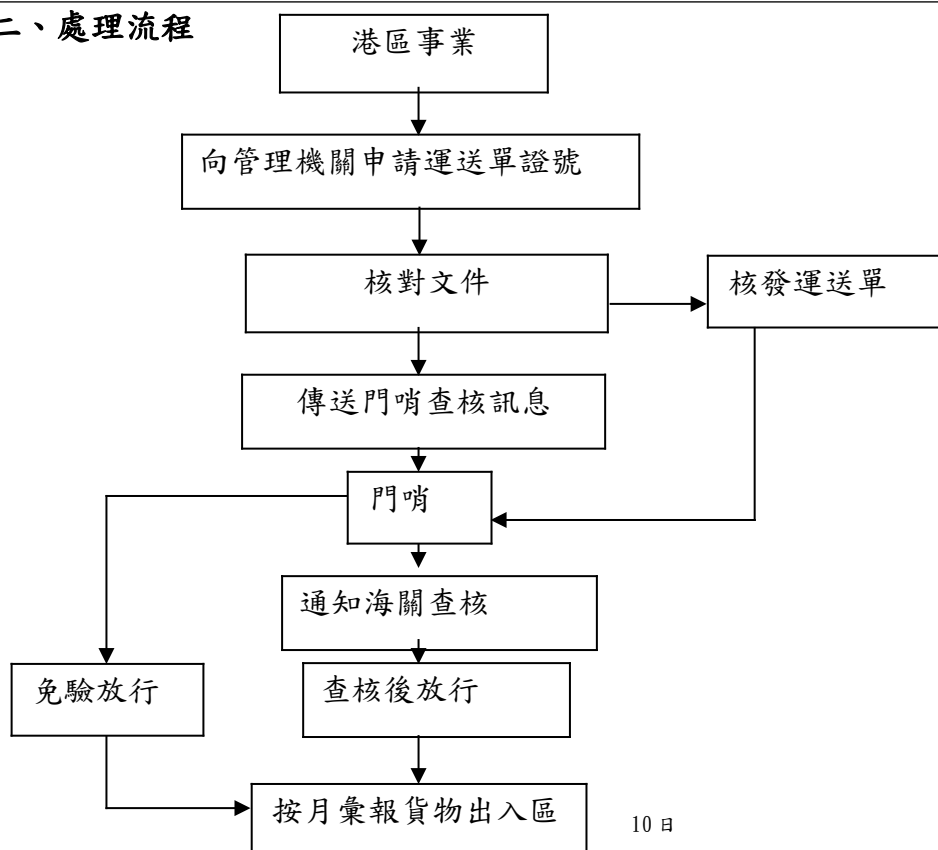 二、處理流程
港區事業
向管理機關申請運送單證號
核對文件
核發運送單
傳送門哨查核訊息
門哨
通知海關查核
免驗放行
查核後放行
按月彙報貨物出入區
10 日